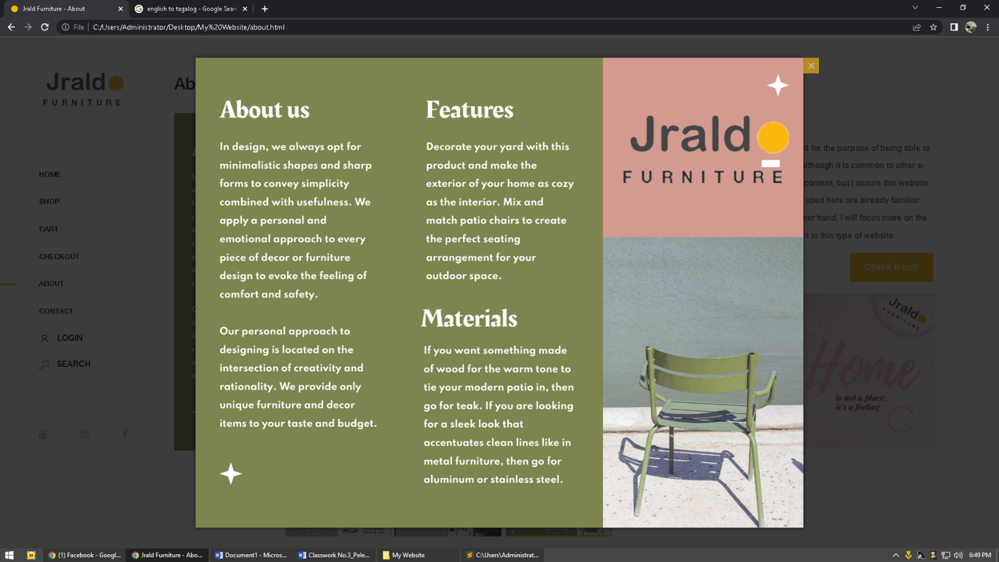 Jrald Furniture - About
english to tagalog - Google Searc
File
C:/Users/Administrator/Desktop/My%20Website/about.html
Jrald
FURNITURE
Ab
HOME
SHOP
CART
CHECKOUT
ABOUT
CONTACT
LOGIN
SEARCH
About us
In design, we always opt for
minimalistic shapes and sharp
forms to convey simplicity
combined with usefulness. We
apply a personal and
emotional approach to every
piece of decor or furniture
design to evoke the feeling of
comfort and safety.
Our personal approach to
designing is located on the
intersection of creativity and
rationality. We provide only
unique furniture and decor
items to your taste and budget.
Features
Decorate your yard with this
product and make the
exterior of your home as cozy
as the interior. Mix and
match patio chairs to create
the perfect seating
arrangement for your
outdoor space.
Materials
If you want something made
of wood for the warm tone to
tie your modern patio in, then
go for teak. If you are looking
for a sleek look that
accentuates clean lines like in
metal furniture, then go for
aluminum or stainless steel.
Jrald
FURNITURE
d for the purpose of being able to
although it is common to other e-
content, but I assure this website
used here are already familiar
her hand, I will focus more on the
nt to this type of website.
Check it out!
Jrald
FURNITURE
Home
is not a place.
it's a feeling
(1) Facebook - Googl...
Jrald Furniture - Abo...
Document1 - Micros...
Classwork No.3_Pele...
My Website
C:\Users\Administrat...
6:49 PM